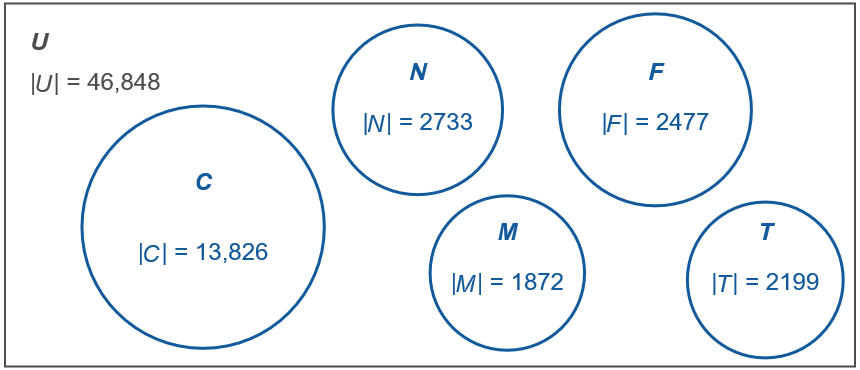 U
|U| = 46,848
N
|N| = 2733
F
|F| = 2477
C
|C| = 13,826
M
|M| = 1872
T
|T| = 2199